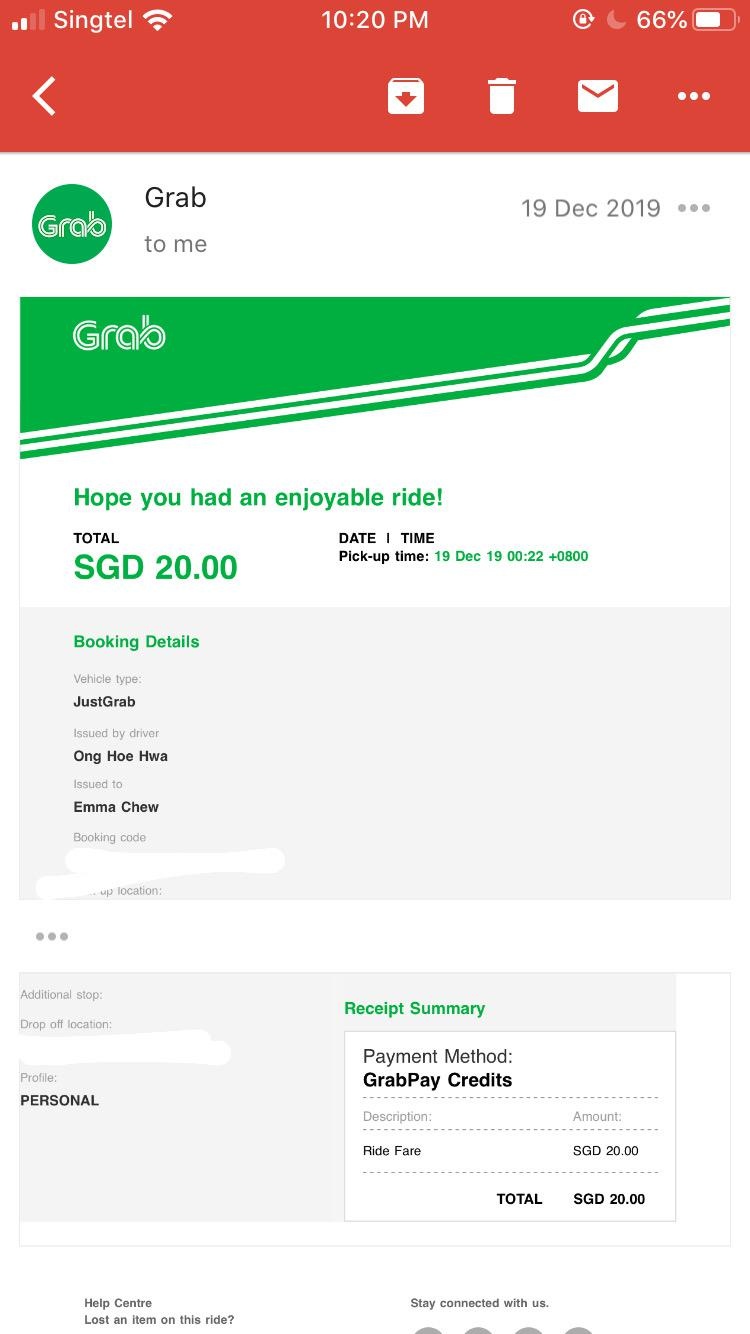 Singtel 10:20 PM 66%
Grab
Grab 19 Dec 2019
to me
Grab
Hope you had an enjoyable ride!
TOTAL DATE | TIME
SGD 20.00 Pick-up time: 19 Dec 19 00:22 +0800
Booking Details
Vehicle type:
JustGrab
Issued by driver
Ong Hoe Hwa
Issued to
Emma Chew
Booking code
up location:
Additional stop:
Drop off location:
Profile:
PERSONAL
Receipt Summary
Payment Method:
GrabPay Credits
Description: Amount:
Ride Fare SGD 20.00
TOTAL SGD 20.00
Help Centre Stay connected with us.
Lost an item on this ride?